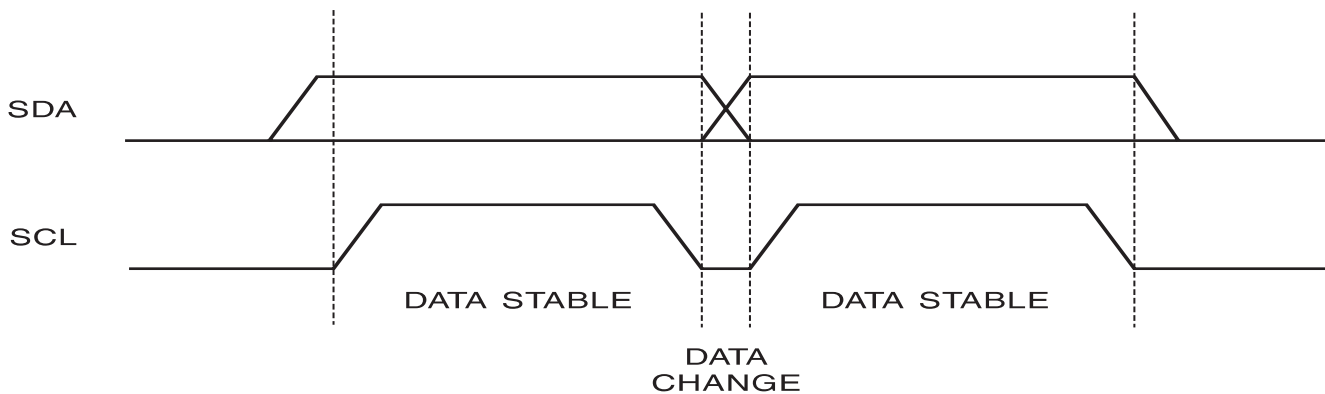 SDA
SCL
DATA STABLE
DATA STABLE
DATA
CHANGE